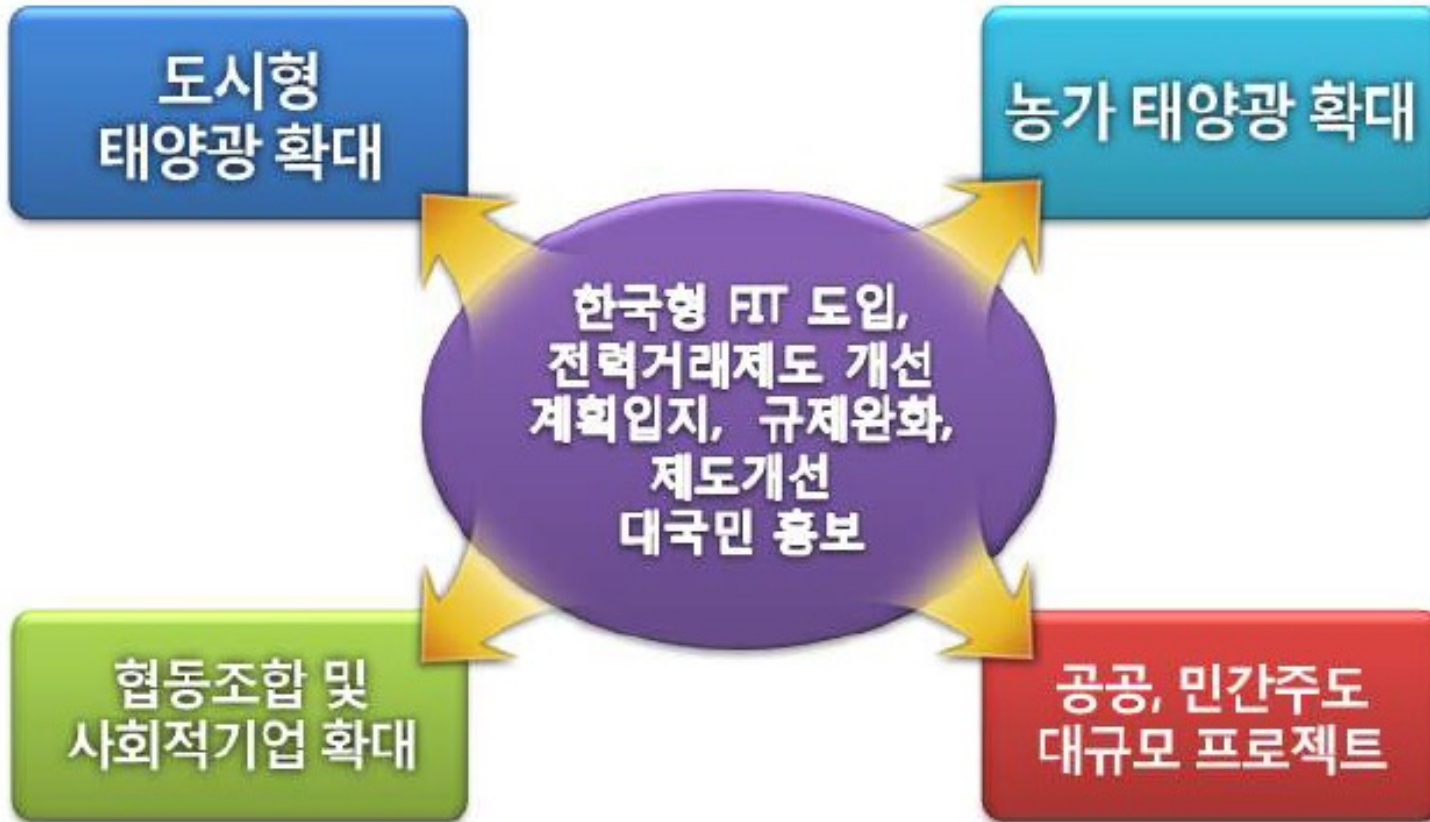 도시형
태양광 확대
농가 태양광 확대
한국형 FIT 도입,
전력거래제도 개선
계획입지, 규제완화,
제도개선
대국민 홍보
협동조합 및
사회적기업 확대
공공, 민간주도
대규모 프로젝트